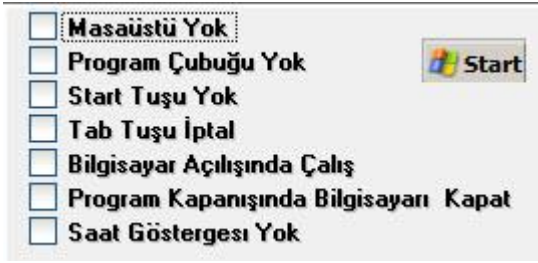 Masaüstü Yok
Program Çubuğu Yok
Start
Start Tuşu Yok
Tab Tuşu İptal
Bilgisayar Açılışında Çalış
Program Kapanışında Bilgisayarı Kapat
Saat Göstergesı Yok